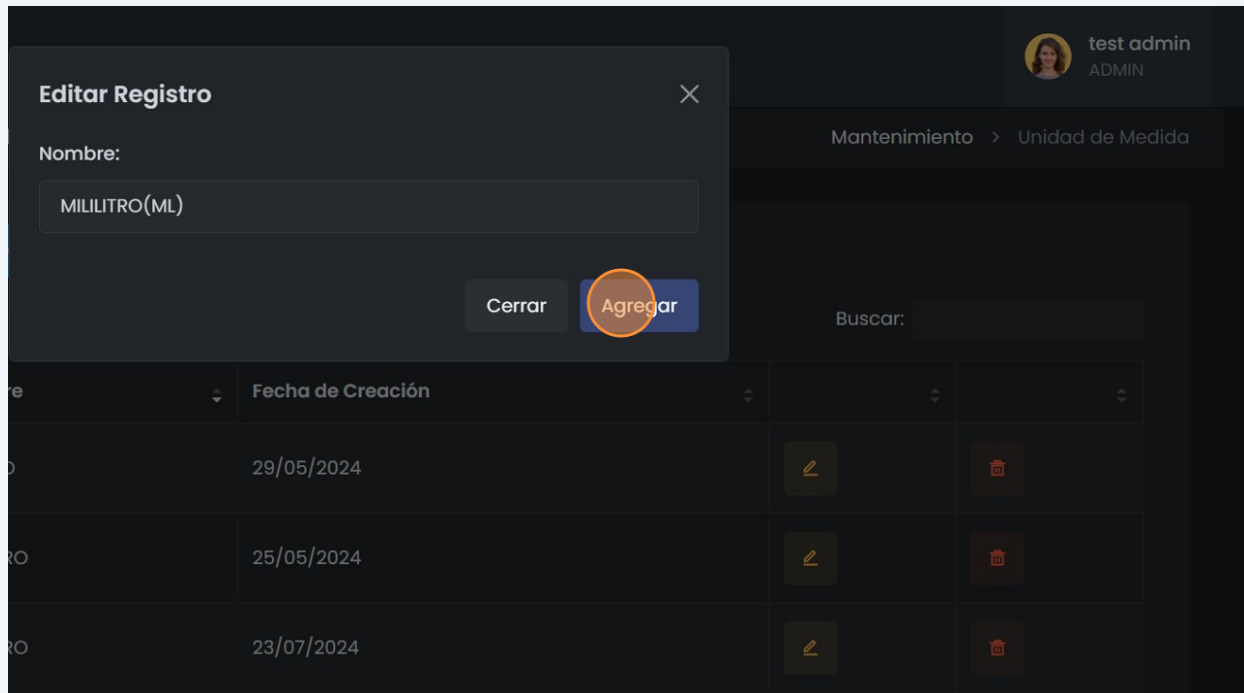 test admin
ADMIN
Editar Registro
Mantenimiento > Unidad de Medida
Nombre:
MILILITRO(ML)
Cerrar Agregar
Buscar:
Fecha de Creación
29/05/2024
25/05/2024
23/07/2024